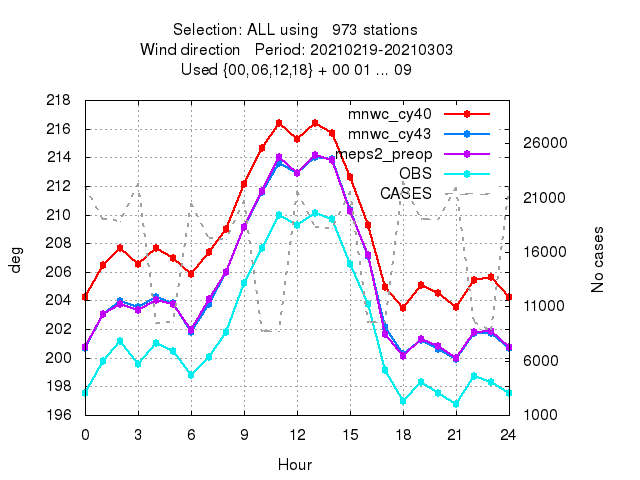 Selection: ALL using 973 stations
Wind direction Period: 20210219-20210303
Used {00,06,12,18} + 00 01 ... 09
218
216
214
212
210
208
206
204
202
200
198
196
deg
mnwc_cy40
mnwc_cy43
meps2_preop
OBS
CASES
26000
21000
16000
11000
6000
1000
No cases
0 3 6 9 12 15 18 21 24
Hour